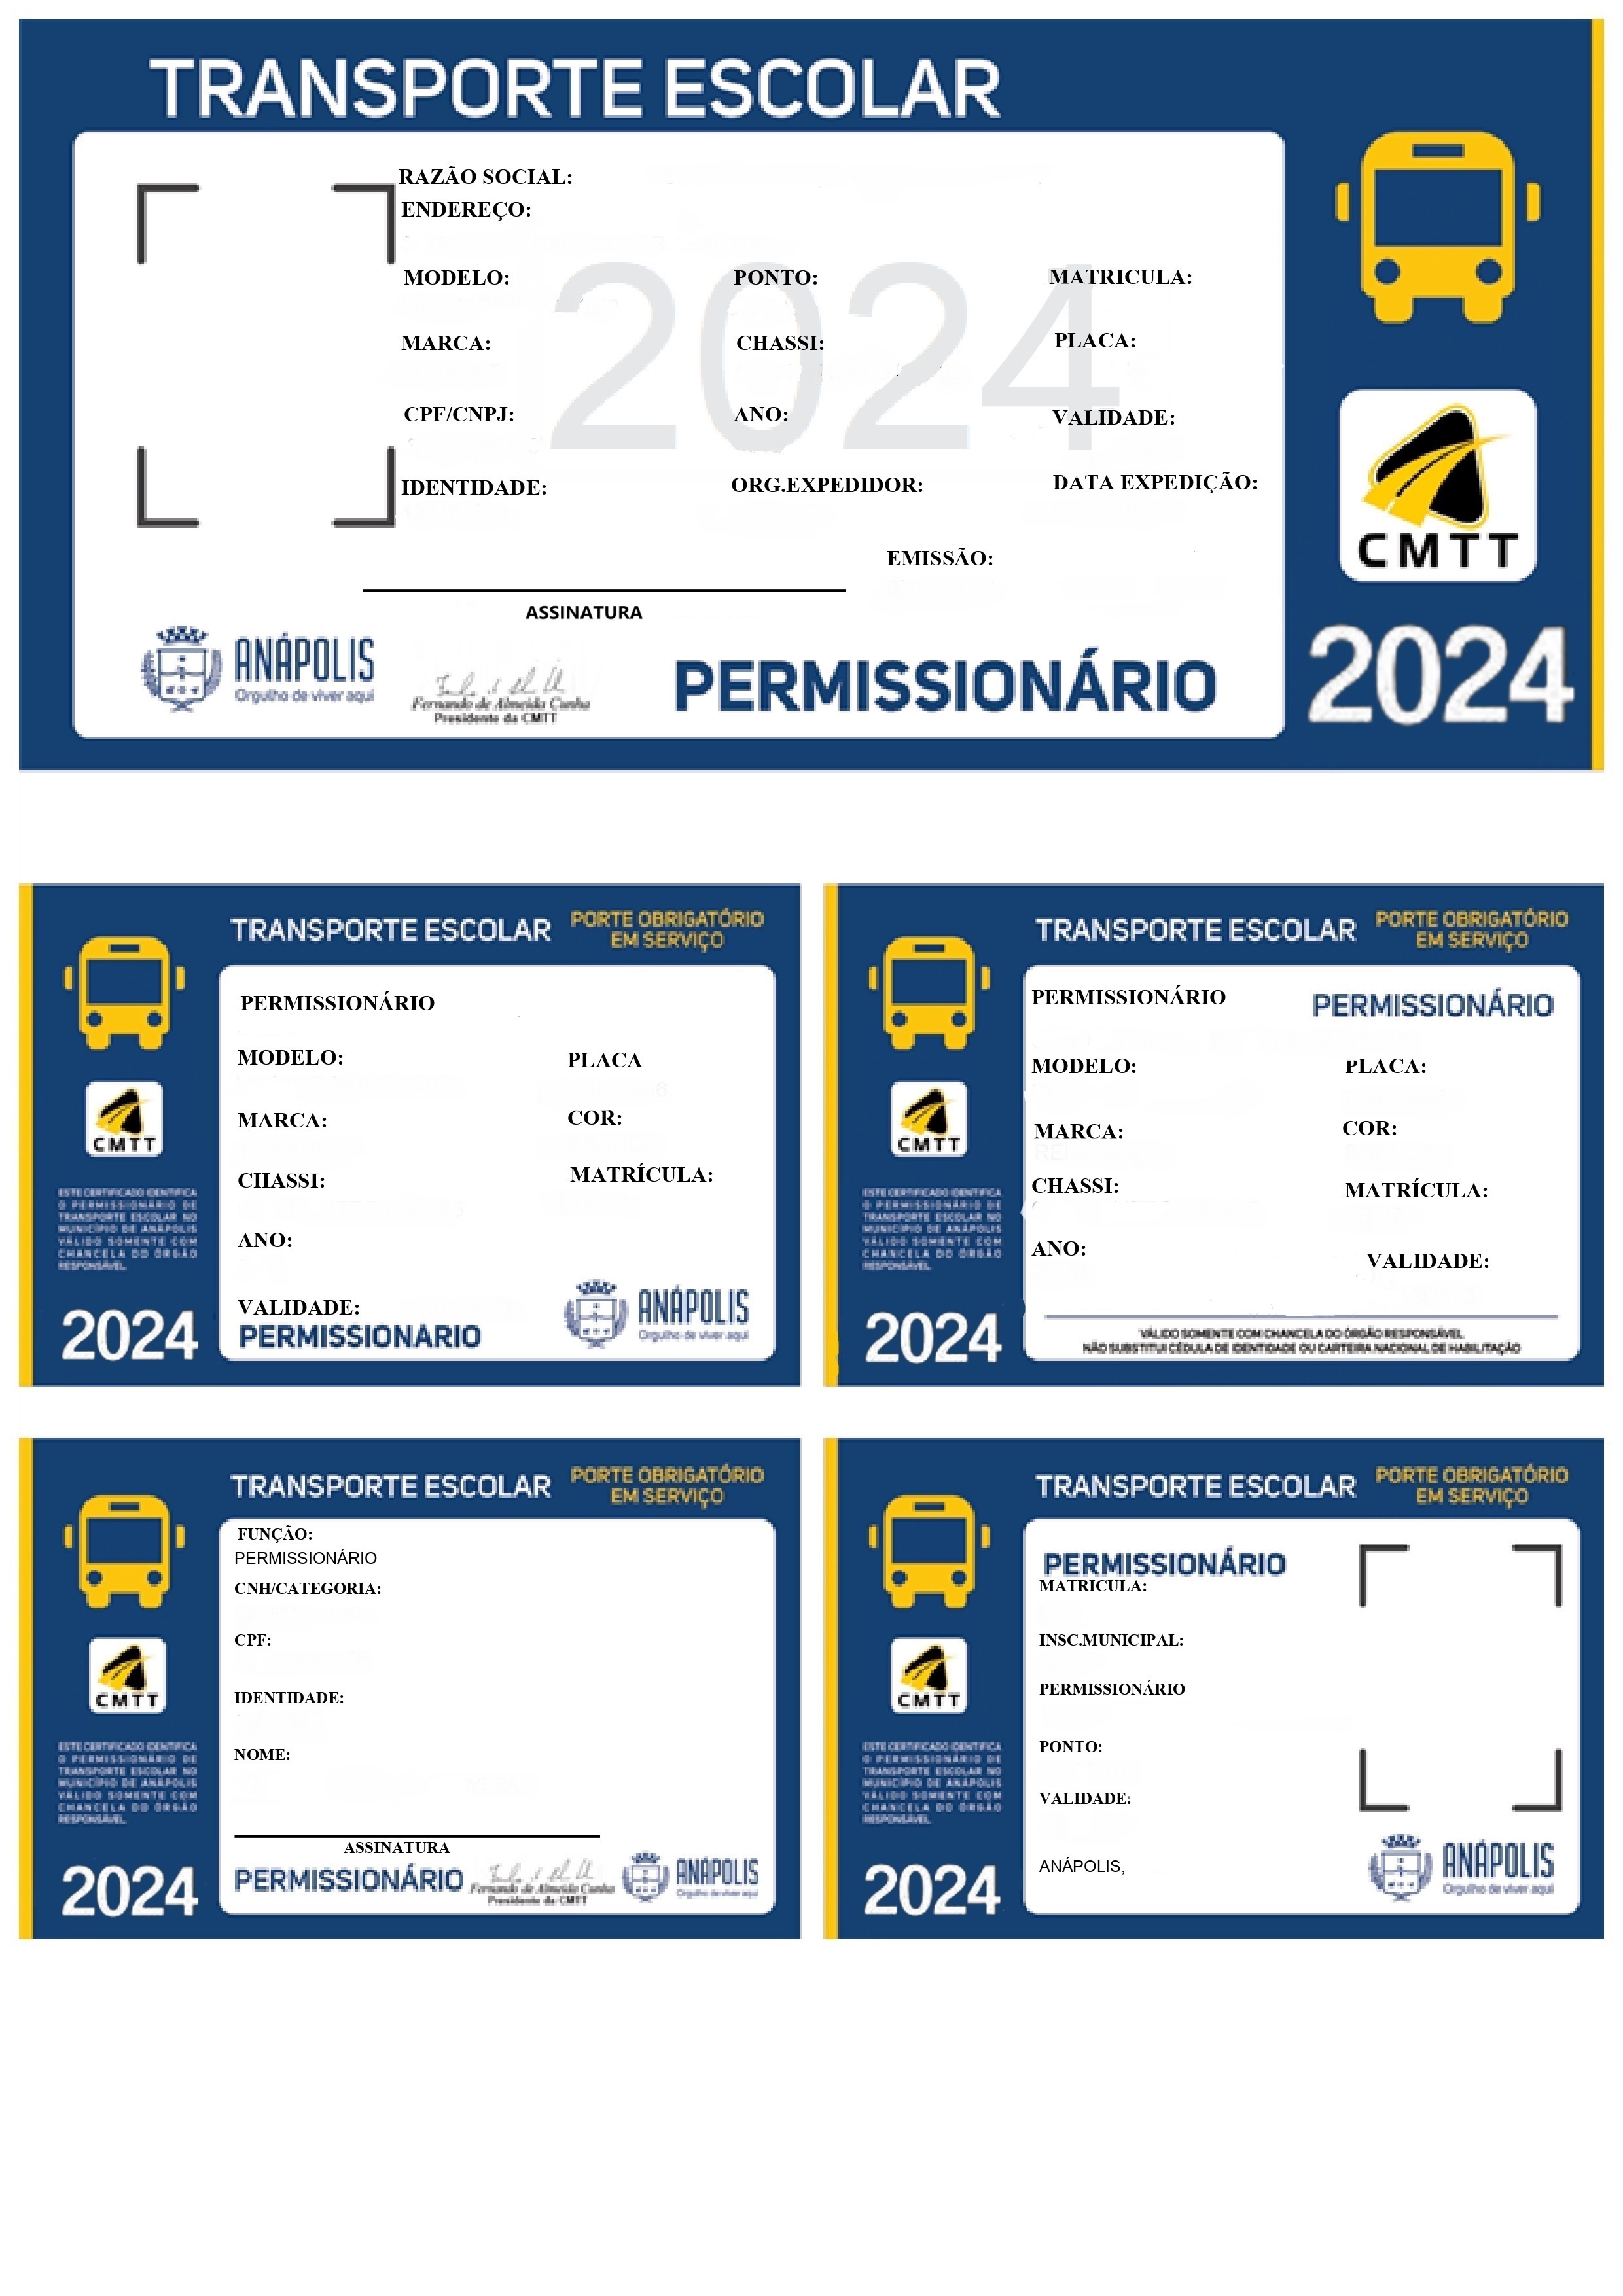 TRANSPORTE ESCOLAR
RAZÃO SOCIAL:
ENDEREÇO:
2024
MODELO: PONTO: MATRICULA:
MARCA: CHASSI: PLACA:
CPF/CNPJ: ANO: VALIDADE:
IDENTIDADE: ORG.EXPEDIDOR: DATA EXPEDIÇÃO:
EMISSÃO:
ASSINATURA
CMTT
ANÁPOLIS
Orgulho de viver aqui
Fernando de Almeida Cunha
Presidente da CMTT
PERMISSIONÁRIO
2024
TRANSPORTE ESCOLAR
PORTE OBRIGATÓRIO
EM SERVIÇO
PERMISSIONÁRIO
MODELO: PLACA
MARCA: COR:
CHASSI: MATRÍCULA:
ANO:
VALIDADE:
PERMISSIONÁRIO
ANÁPOLIS
Orgulho de viver aqui
CMTT
ESTE CERTIFICADO IDENTIFICA
O PERMISSIONÁRIO DE
TRANSPORTE ESCOLAR NO
MUNICÍPIO DE ANÁPOLIS
VÁLIDO SOMENTE COM
CHANCELA DO ÓRGÃO
RESPONSÁVEL
2024
TRANSPORTE ESCOLAR
PORTE OBRIGATÓRIO
EM SERVIÇO
PERMISSIONÁRIO PERMISSIONÁRIO
MODELO: PLACA:
MARCA: COR:
CHASSI: MATRÍCULA:
ANO: VALIDADE:
VÁLIDO SOMENTE COM CHANCELA DO ÓRGÃO RESPONSÁVEL
NÃO SUBSTITUI CÉDULA DE IDENTIDADE OU CARTEIRA NACIONAL DE HABILITAÇÃO
CMTT
ESTE CERTIFICADO IDENTIFICA
O PERMISSIONÁRIO DE
TRANSPORTE ESCOLAR NO
MUNICÍPIO DE ANÁPOLIS
VÁLIDO SOMENTE COM
CHANCELA DO ÓRGÃO
RESPONSÁVEL
2024
TRANSPORTE ESCOLAR
PORTE OBRIGATÓRIO
EM SERVIÇO
FUNÇÃO:
PERMISSIONÁRIO
CNH/CATEGORIA:
CPF:
IDENTIDADE:
NOME:
ASSINATURA
PERMISSIONÁRIO
Fernando de Almeida Cunha
Presidente da CMTT
ANÁPOLIS
Orgulho de viver aqui
CMTT
ESTE CERTIFICADO IDENTIFICA
O PERMISSIONÁRIO DE
TRANSPORTE ESCOLAR NO
MUNICÍPIO DE ANÁPOLIS
VÁLIDO SOMENTE COM
CHANCELA DO ÓRGÃO
RESPONSÁVEL
2024
TRANSPORTE ESCOLAR
PORTE OBRIGATÓRIO
EM SERVIÇO
PERMISSIONÁRIO
MATRICULA:
INSC.MUNICIPAL:
PERMISSIONÁRIO
PONTO:
VALIDADE:
ANÁPOLIS,
ANÁPOLIS
Orgulho de viver aqui
CMTT
ESTE CERTIFICADO IDENTIFICA
O PERMISSIONÁRIO DE
TRANSPORTE ESCOLAR NO
MUNICÍPIO DE ANÁPOLIS
VÁLIDO SOMENTE COM
CHANCELA DO ÓRGÃO
RESPONSÁVEL
2024